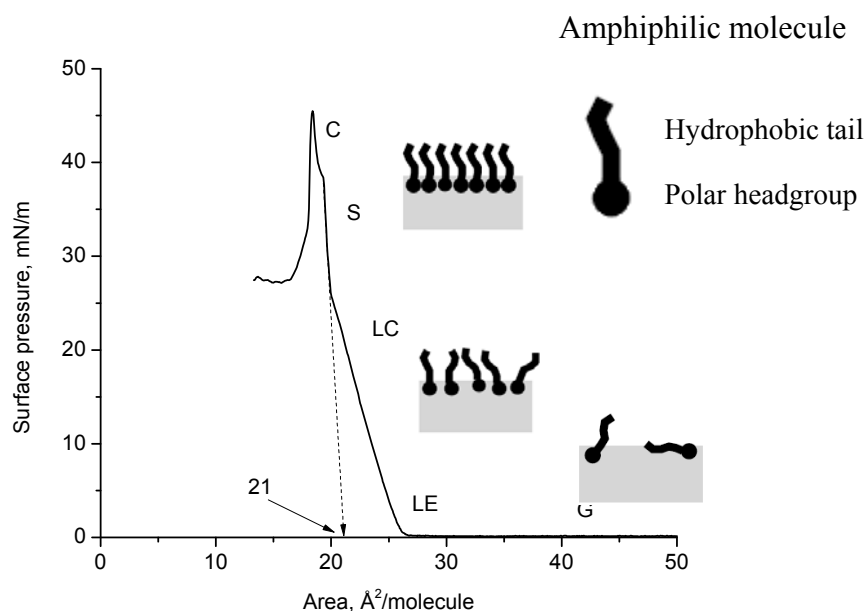 Amphiphilic molecule
Hydrophobic tail
Polar headgroup
50
40
30
20
10
0
Surface pressure, mN/m
C
S
LC
LE
G
21
0
10
20
30
40
50
Area, Å²/molecule